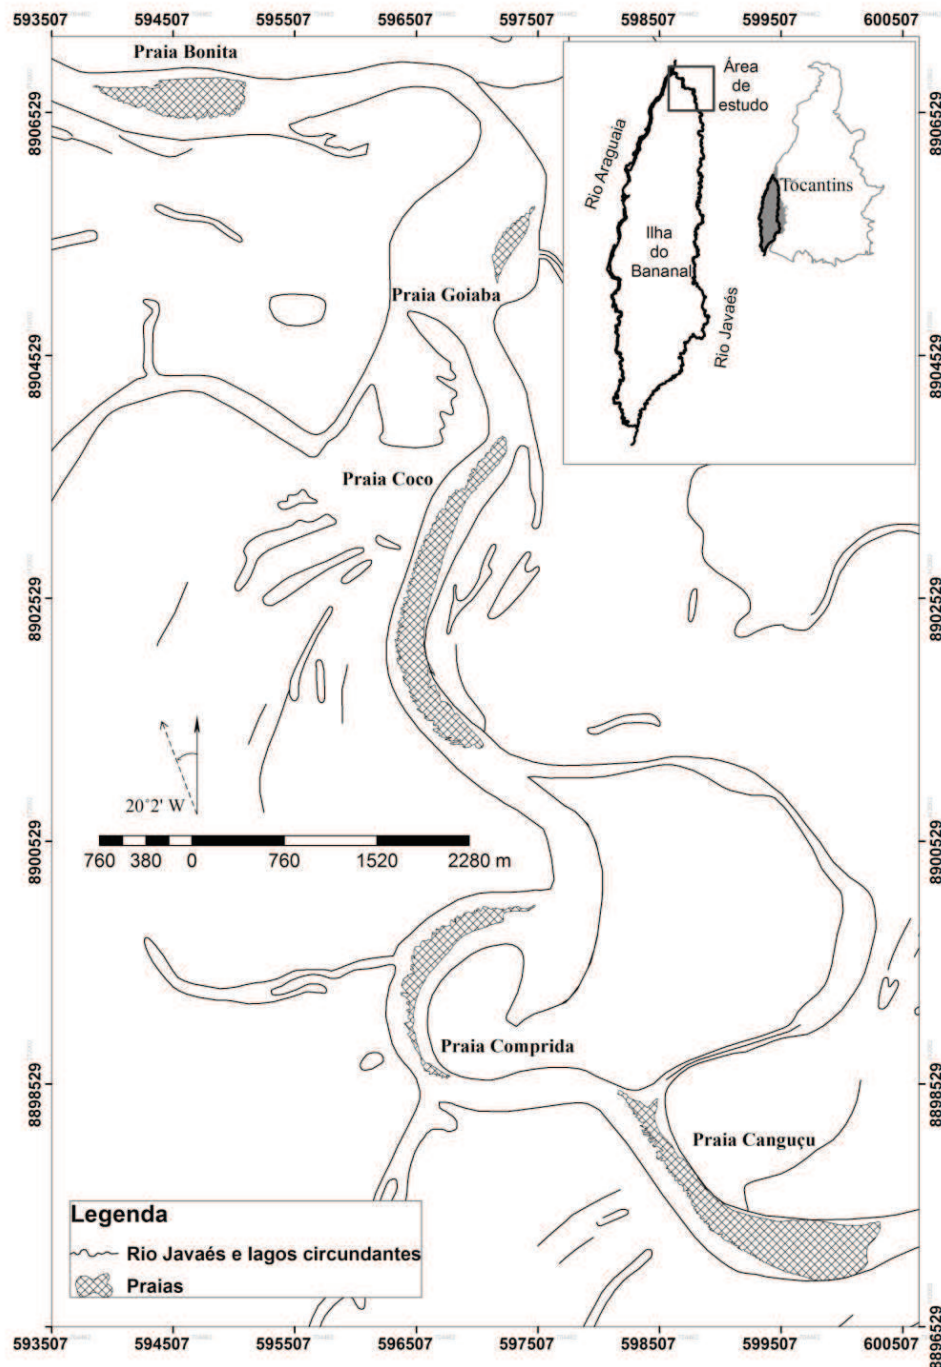 593507 594507 595507 596507 597507 598507 599507 600507
Praia Bonita
Área
de
estudo
Rio Araguaia
Tocantins
Ilha
do
Bananal
Rio Javaés
Praia Goiaba
Praia Coco
20°2' W
760 380 0 760 1520 2280 m
Praia Comprida
Praia Canguçu
Legenda
Rio Javaés e lagos circundantes
Praias
8906529
8904529
8902529
8900529
8898529
8906529
8904529
8902529
8900529
8898529
8896529
593507 594507 595507 596507 597507 598507 599507 600507